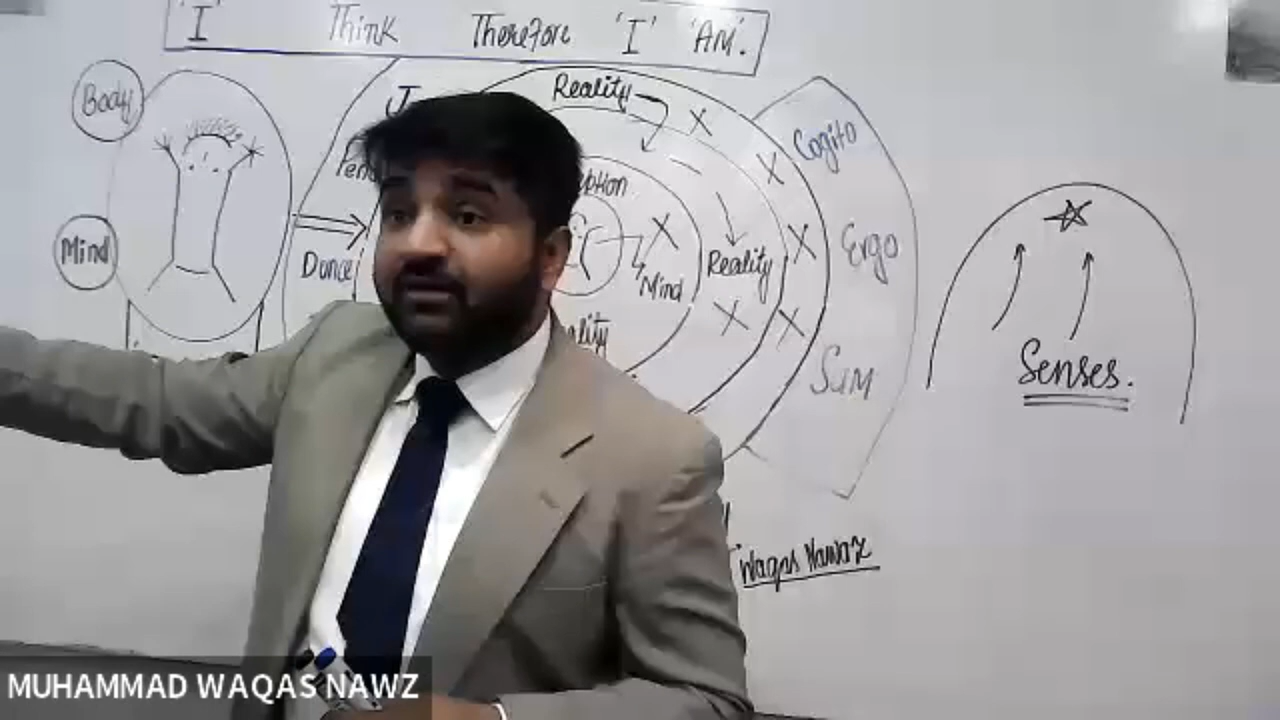 'I' Think Therefore 'I' 'AM'.
Body
Mind
Dance
Reality
Mind
Reality
Cogito
Ergo
Sum
Senses.
Waqas Nawaz
MUHAMMAD WAQAS NAWZ